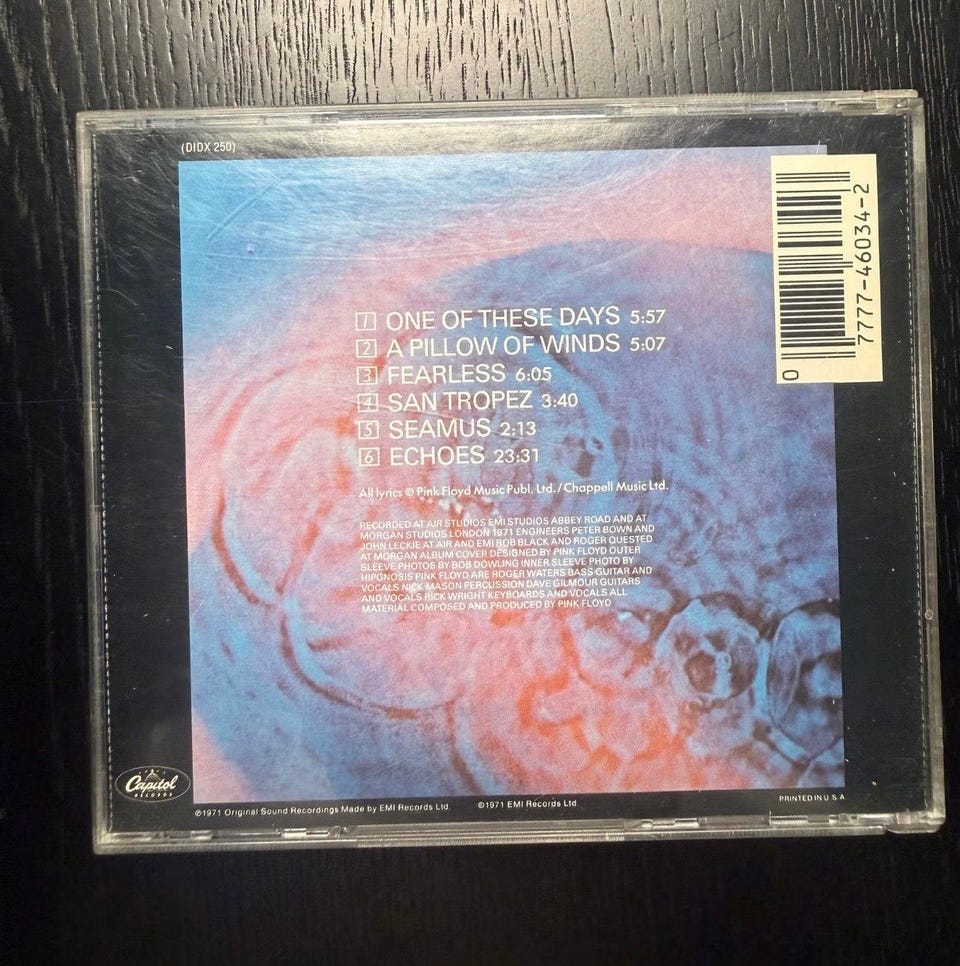 (DIDX 250)
0 7777-46034-2
1 ONE OF THESE DAYS 5:57
2 A PILLOW OF WINDS 5:07
3 FEARLESS 6:05
4 SAN TROPEZ 3:40
5 SEAMUS 2:13
6 ECHOES 23:31
All lyrics © Pink Floyd Music Publ, Ltd./Chappell Music Ltd.
RECORDED AT AIR STUDIOS EMI STUDIOS ABBEY ROAD AND AT
MORGAN STUDIOS LONDON 1971 ENGINEERS PETER BOWN AND
JOHN LECKIE AT AIR AND EMI ROB BLACK AND ROGER QUESTED
AT MORGAN ALBUM COVER DESIGNED BY PINK FLOYD OUTER
SLEEVE PHOTOS BY BOB DOWLING INNER SLEEVE PHOTO BY
HIPGNOSIS PINK FLOYD ARE ROGER WATERS BASS GUITAR AND
VOCALS NICK MASON PERCUSSION DAVE GILMOUR GUITARS
AND VOCALS RICK WRIGHT KEYBOARDS AND VOCALS ALL
MATERIAL COMPOSED AND PRODUCED BY PINK FLOYD
Capitol
RECORDS
℗1971 Original Sound Recordings Made by EMI Records Ltd ©1971 EMI Records Ltd
PRINTED IN U S A